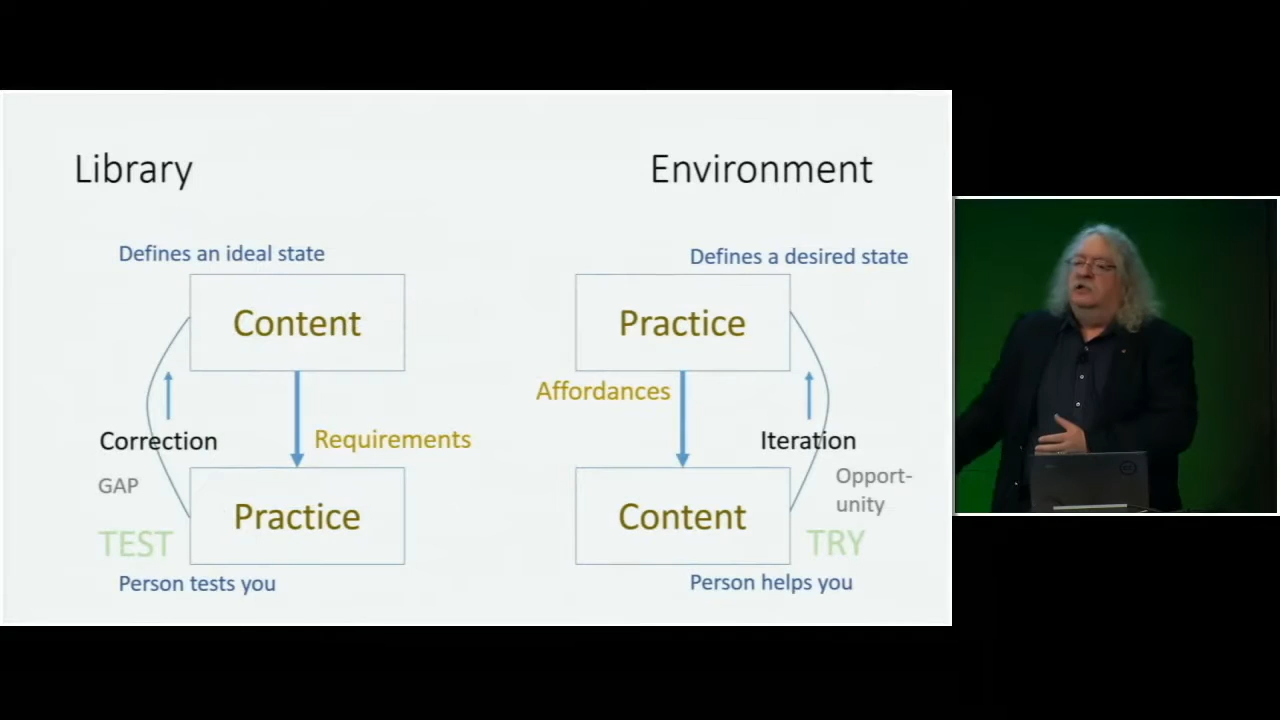 Library
Defines an ideal state
Content
Correction
Requirements
GAP
Practice
TEST
Person tests you
Environment
Defines a desired state
Practice
Affordances
Iteration
Opport-
unity
Content
TRY
Person helps you